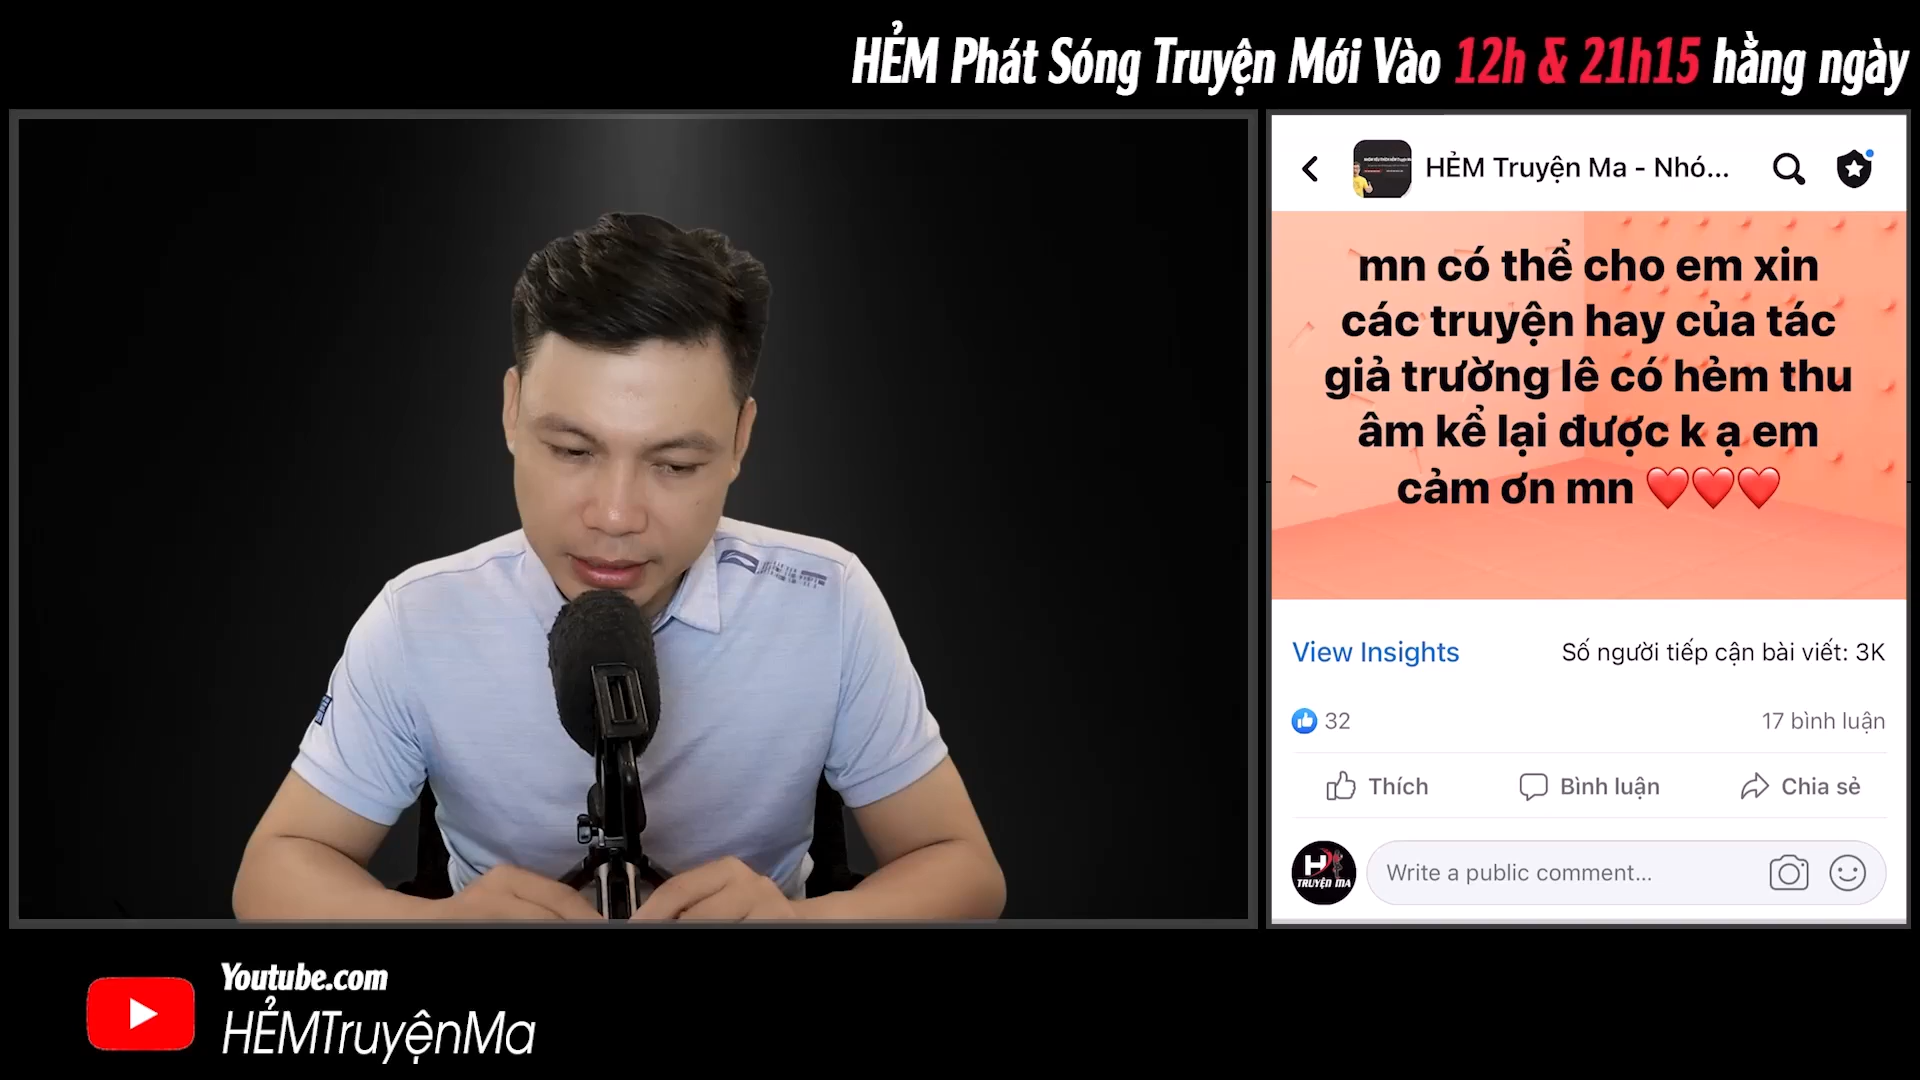 HẺM Phát Sóng Truyện Mới Vào 12h & 21h15 hằng ngày
HẺM Truyện Ma - Nhó...
mn có thể cho em xin
các truyện hay của tác
giả trường lê có hẻm thu
âm kể lại được k ạ em
cảm ơn mn ❤️❤️❤️
View Insights
Số người tiếp cận bài viết: 3K
32
17 bình luận
Thích
Bình luận
Chia sẻ
H
TRUYỆN MA
Write a public comment...
Youtube.com
HẺMTruyệnMa